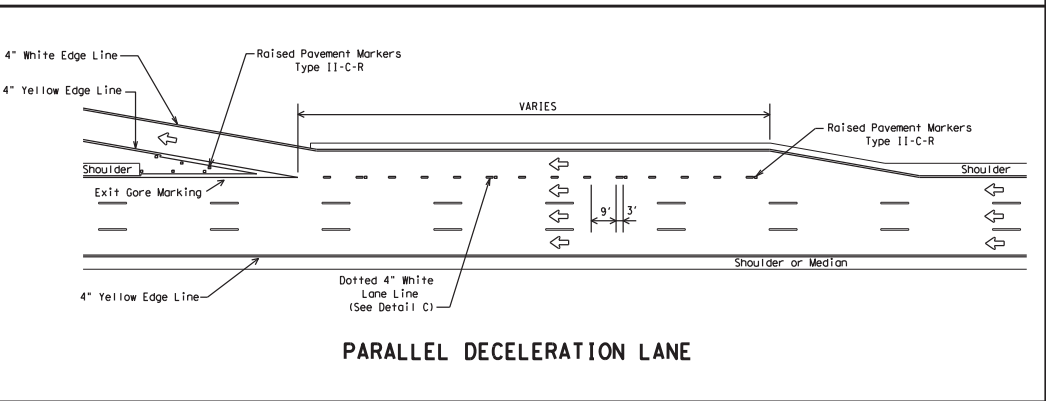 4" White Edge Line
Raised Pavement Markers
Type II-C-R
4" Yellow Edge Line
VARIES
Raised Pavement Markers
Type II-C-R
Shoulder
Shoulder
Exit Gore Marking
9'
3'
Shoulder or Median
Dotted 4" White
Lane Line
(See Detail C)
4" Yellow Edge Line
PARALLEL DECELERATION LANE